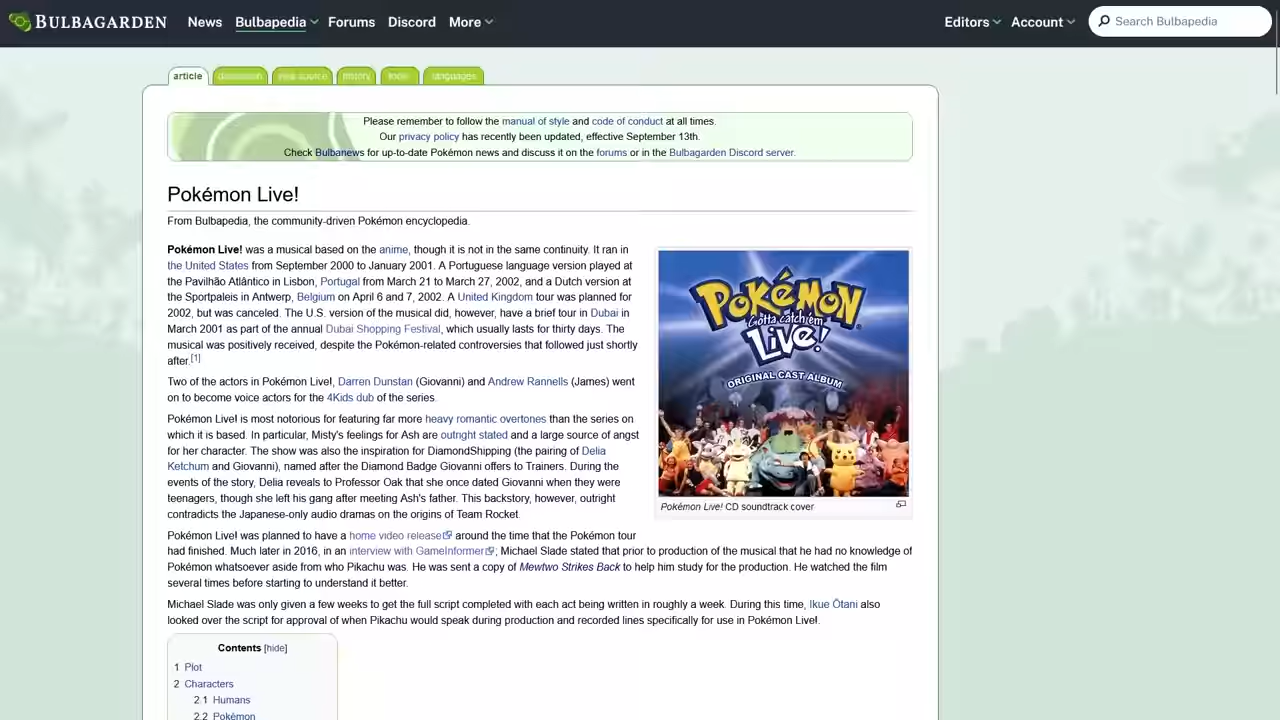 BULBAGARDEN
News
Bulbapedia
Forums
Discord
More
Editors
Account
Search Bulbapedia
article
discussion
view source
history
tools
languages
Please remember to follow the manual of style and code of conduct at all times.
Our privacy policy has recently been updated, effective September 13th.
Check Bulbanews for up-to-date Pokémon news and discuss it on the forums or in the Bulbagarden Discord server.
Pokémon Live!
From Bulbapedia, the community-driven Pokémon encyclopedia.
Pokémon Live! was a musical based on the anime, though it is not in the same continuity. It ran in
the United States from September 2000 to January 2001. A Portuguese language version played at
the Pavilhão Atlântico in Lisbon, Portugal from March 21 to March 27, 2002, and a Dutch version at
the Sportpaleis in Antwerp, Belgium on April 6 and 7, 2002. A United Kingdom tour was planned for
2002, but was canceled. The U.S. version of the musical did, however, have a brief tour in Dubai in
March 2001 as part of the annual Dubai Shopping Festival, which usually lasts for thirty days. The
musical was positively received, despite the Pokémon-related controversies that followed just shortly
after.[1]
Two of the actors in Pokémon Live!, Darren Dunstan (Giovanni) and Andrew Rannells (James) went
on to become voice actors for the 4Kids dub of the series.
Pokémon Live! is most notorious for featuring far more heavy romantic overtones than the series on
which it is based. In particular, Misty's feelings for Ash are outright stated and a large source of angst
for her character. The show was also the inspiration for DiamondShipping (the pairing of Delia
Ketchum and Giovanni), named after the Diamond Badge Giovanni offers to Trainers. During the
events of the story, Delia reveals to Professor Oak that she once dated Giovanni when they were
teenagers, though she left his gang after meeting Ash's father. This backstory, however, outright
contradicts the Japanese-only audio dramas on the origins of Team Rocket.
POKéMON
Gotta catch 'em
LIVE!
ORIGINAL CAST ALBUM
Pokémon Live! CD soundtrack cover
Pokémon Live! was planned to have a home video release around the time that the Pokémon tour
had finished. Much later in 2016, in an interview with GameInformer, Michael Slade stated that prior to production of the musical that he had no knowledge of
Pokémon whatsoever aside from who Pikachu was. He was sent a copy of Mewtwo Strikes Back to help him study for the production. He watched the film
several times before starting to understand it better.
Michael Slade was only given a few weeks to get the full script completed with each act being written in roughly a week. During this time, Ikue Ōtani also
looked over the script for approval of when Pikachu would speak during production and recorded lines specifically for use in Pokémon Live!.
Contents [hide]
1 Plot
2 Characters
2.1 Humans
2.2 Pokémon